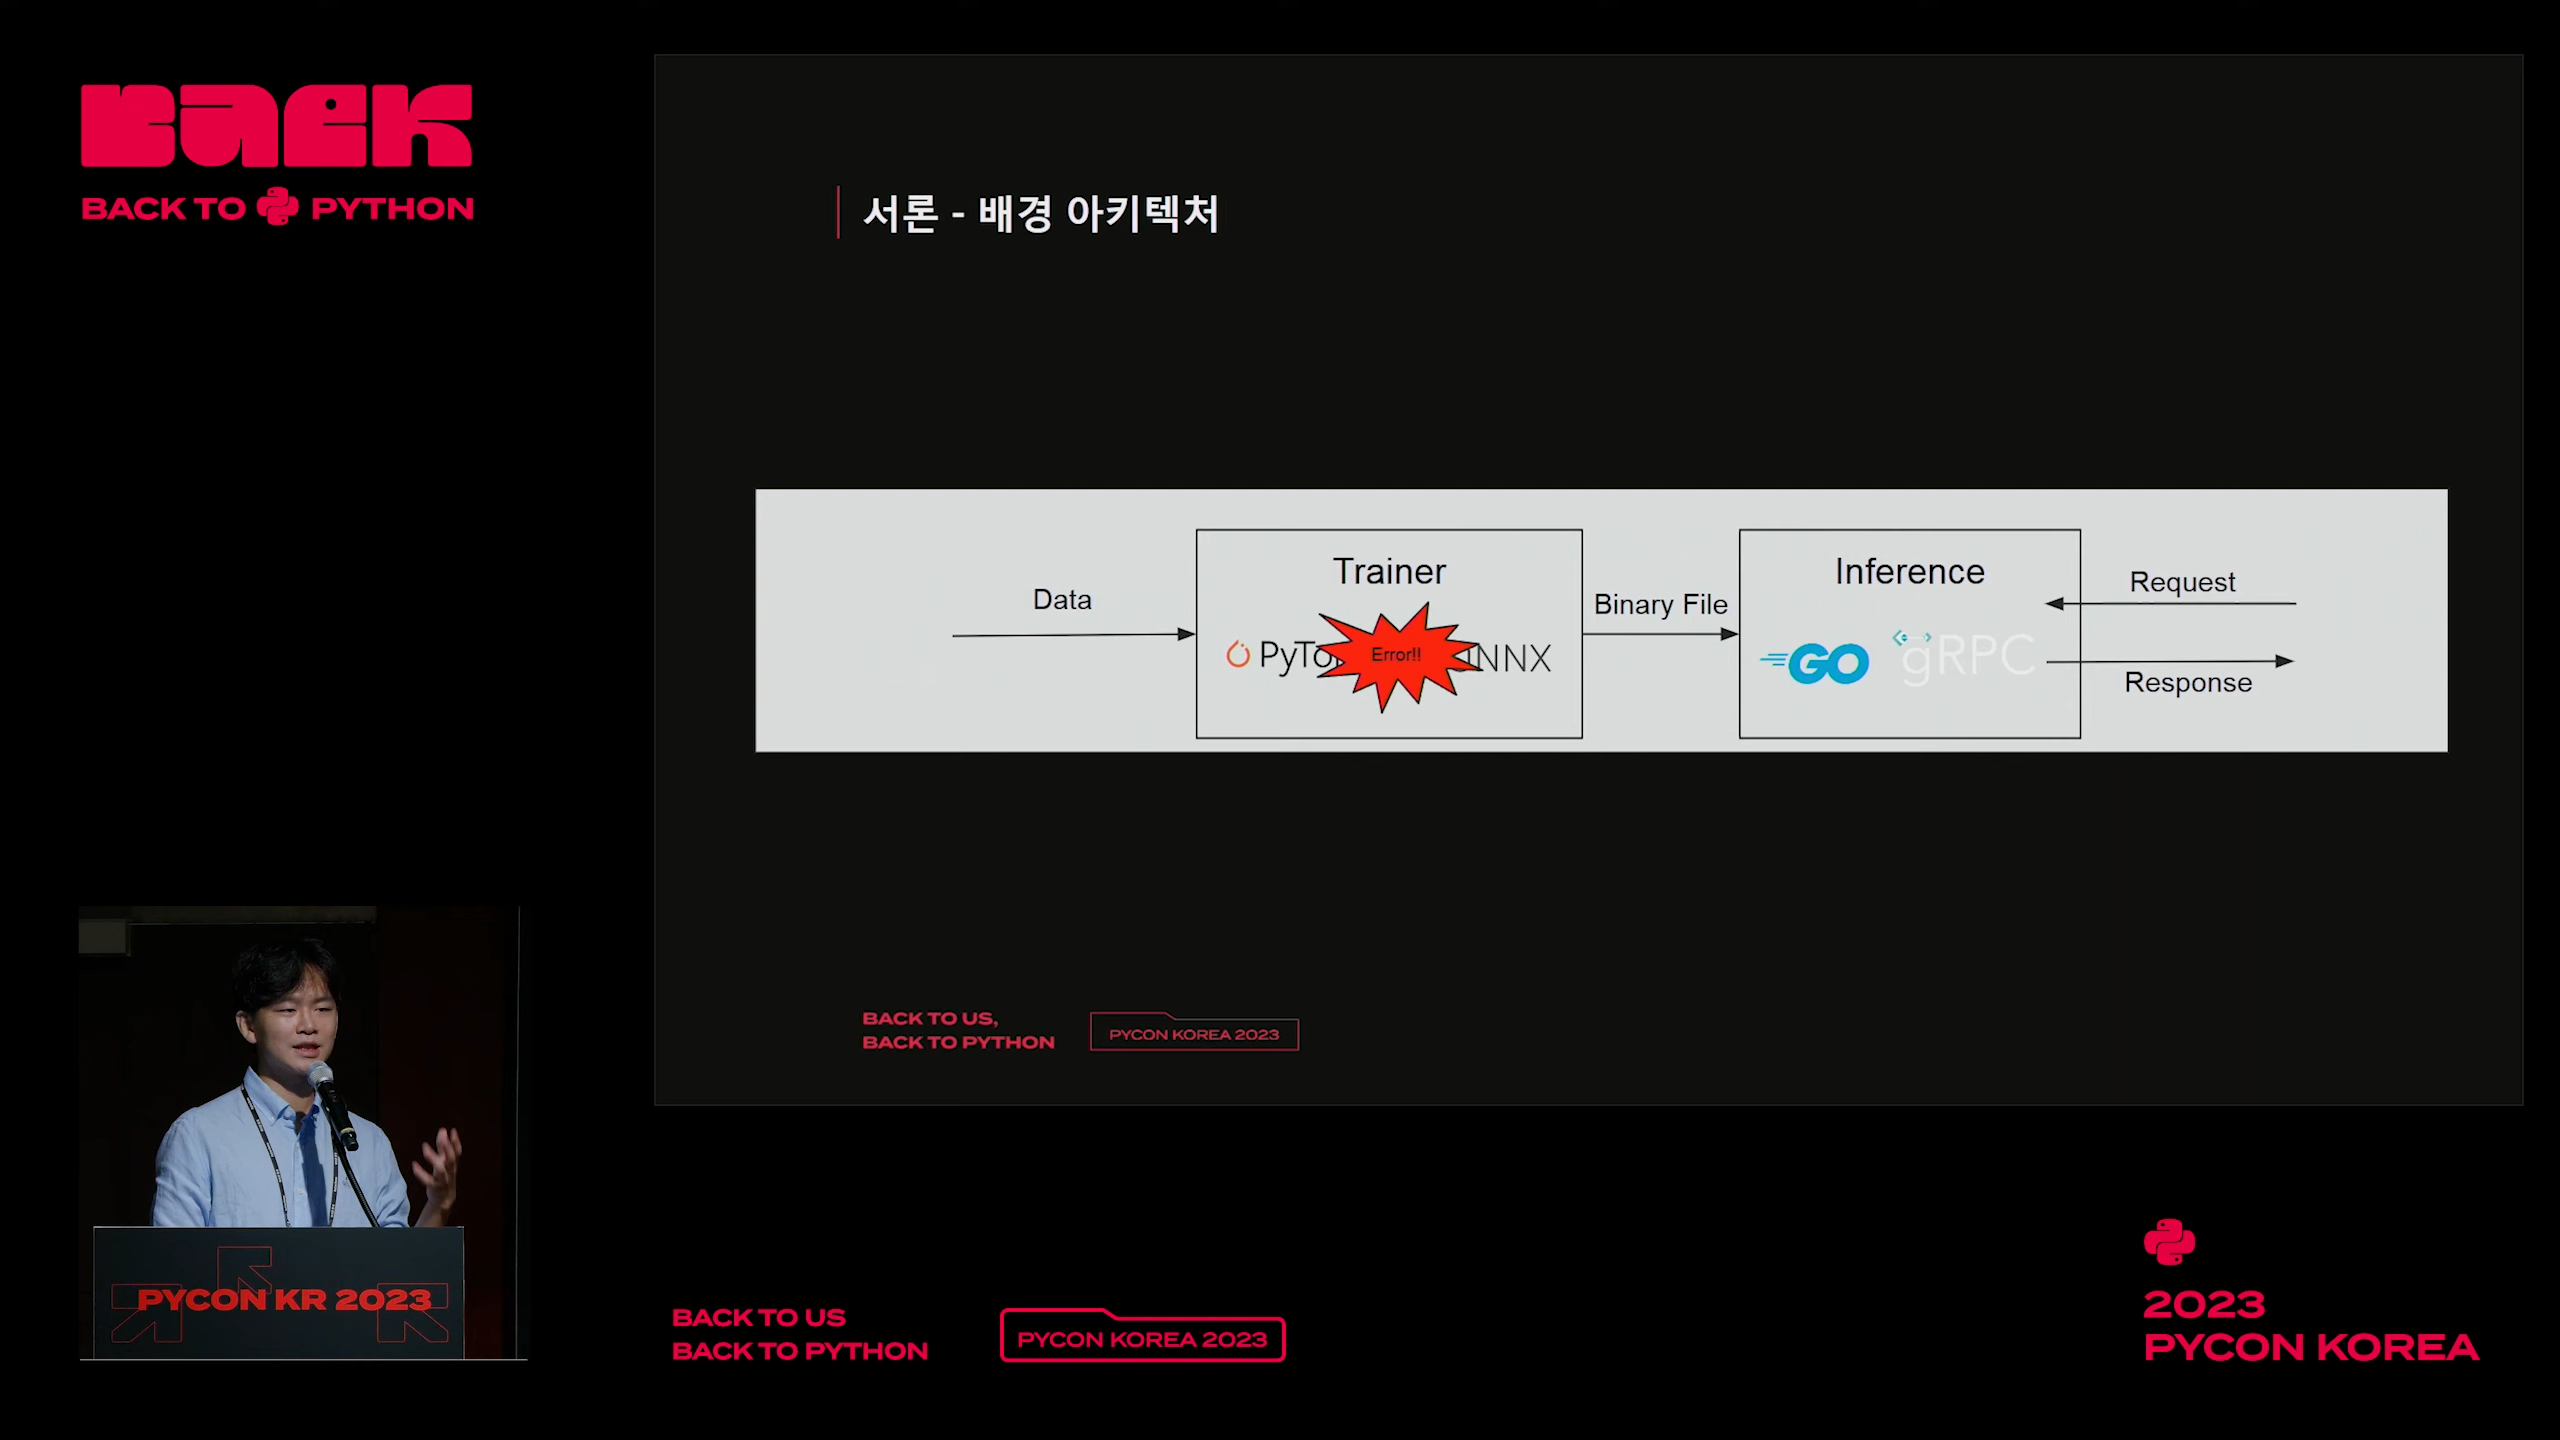 BACK
BACK TO PYTHON
서론 - 배경 아키텍처
Data
Trainer
Error!!
NNX
Binary File
Inference
GO
gRPC
Request
Response
BACK TO US,
BACK TO PYTHON
PYCON KOREA 2023
PYCON KR 2023
BACK TO US
BACK TO PYTHON
PYCON KOREA 2023
2023
PYCON KOREA